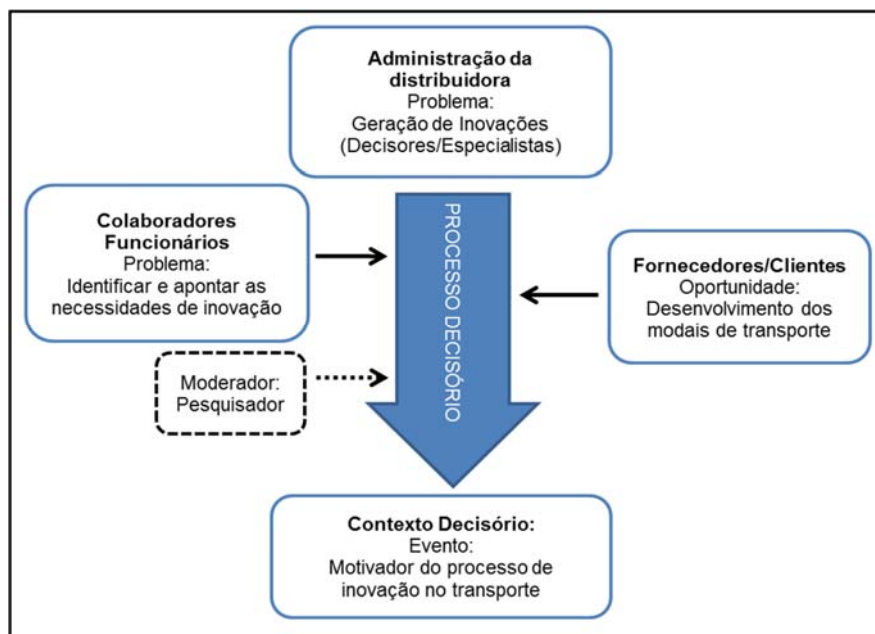 Administração da
distribuidora
Problema:
Geração de Inovações
(Decisores/Especialistas)
Colaboradores
Funcionários
Problema:
Identificar e apontar as
necessidades de inovação
PROCESSO DECISÓRIO
Fornecedores/Clientes
Oportunidade:
Desenvolvimento dos
modais de transporte
Moderador:
Pesquisador
Contexto Decisório:
Evento:
Motivador do processo de
inovação no transporte